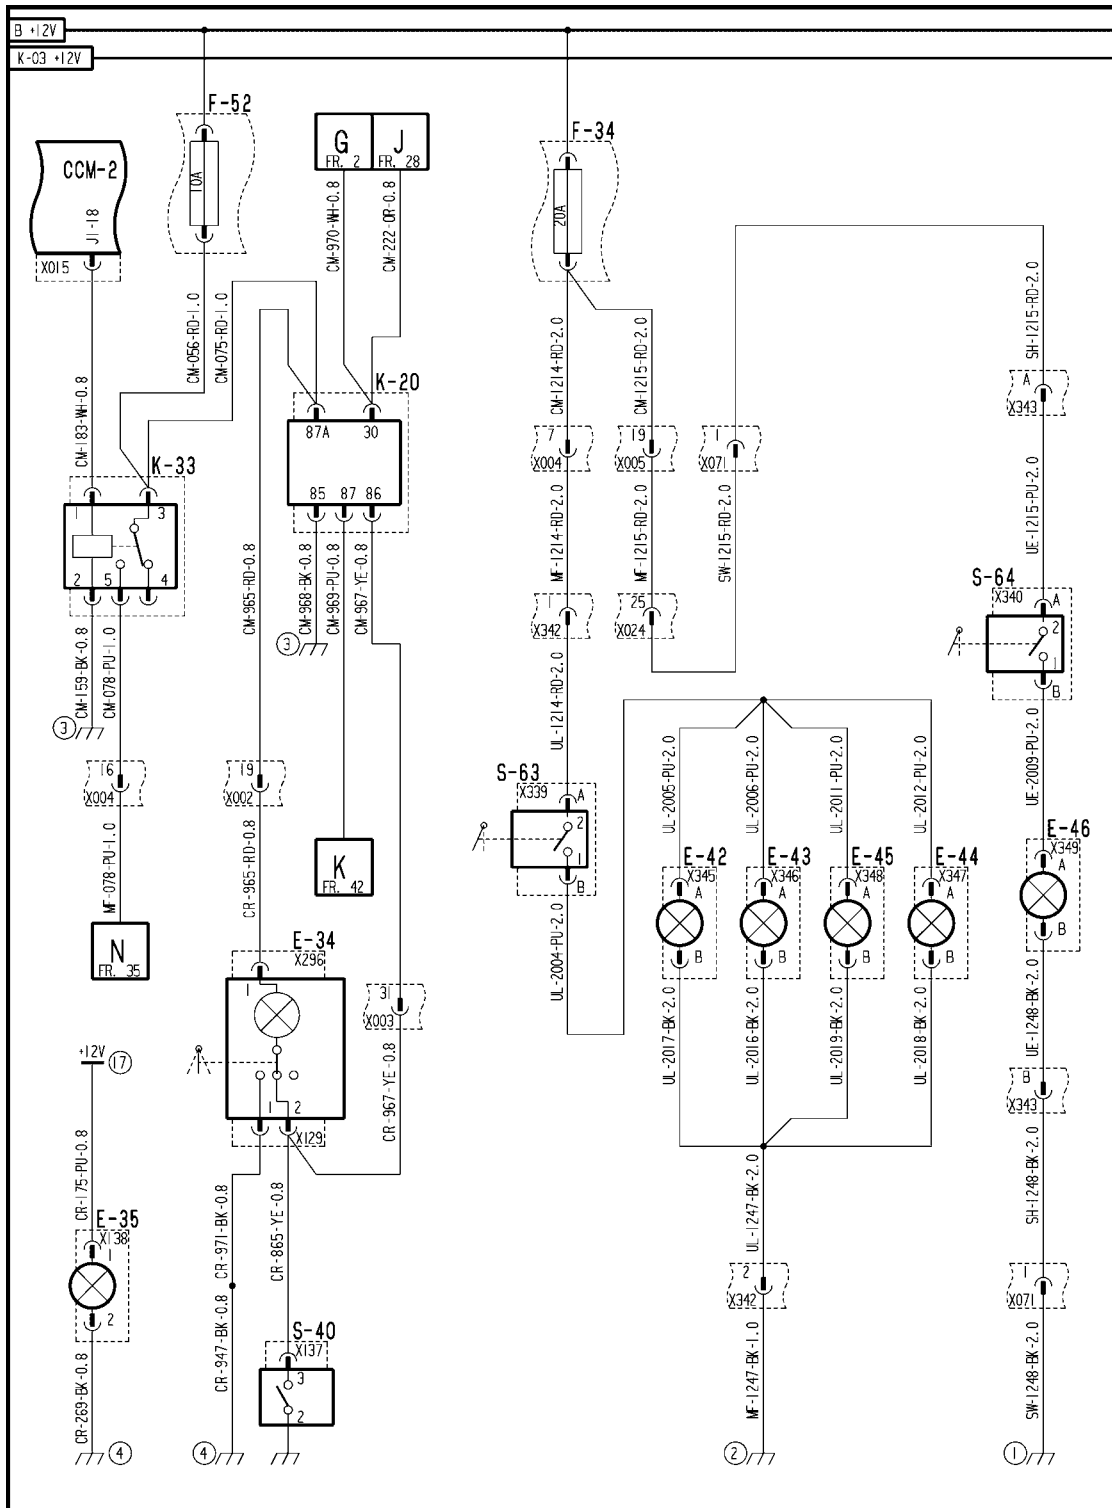 B +12V
K-03 +12V
F-52
10A
CCM-2
J1-18
X015
G
FR. 2
J
FR. 28
F-34
20A
CM-970-WH-0.8
CM-222-OR-0.8
CM-056-RD-1.0
CM-075-RD-1.0
CM-183-WH-0.8
K-20
87A
30
85
87
86
K-33
1
3
2
5
4
CM-1214-RD-2.0
CM-1215-RD-2.0
SH-1215-RD-2.0
A
X343
7
X004
19
X005
1
X071
MF-1214-RD-2.0
MF-1215-RD-2.0
SW-1215-RD-2.0
UE-1215-PU-2.0
CM-965-RD-0.8
CM-968-BK-0.8
CM-969-PU-0.8
CM-967-YE-0.8
3
1
X342
25
X024
S-64
X340
A
2
1
B
CM-159-BK-0.8
CM-078-PU-1.0
3
UL-1214-RD-2.0
16
X004
19
X002
S-63
X339
A
2
1
B
UL-2005-PU-2.0
UL-2006-PU-2.0
UL-2011-PU-2.0
UL-2012-PU-2.0
UE-2009-PU-2.0
MF-078-PU-1.0
CR-965-RD-0.8
K
FR. 42
E-42
X345
A
B
E-43
X346
A
B
E-45
X348
A
B
E-44
X347
A
B
E-46
X349
A
B
N
FR. 35
E-34
X296
1
1
2
X129
31
X003
UL-2004-PU-2.0
UL-2017-BK-2.0
UL-2016-BK-2.0
UL-2019-BK-2.0
UL-2018-BK-2.0
UE-1248-BK-2.0
+12V
17
CR-967-YE-0.8
B
X343
CR-175-PU-0.8
CR-971-BK-0.8
CR-865-YE-0.8
UL-1247-BK-2.0
SH-1248-BK-2.0
E-35
X138
1
2
2
X342
1
X071
CR-269-BK-0.8
CR-947-BK-0.8
S-40
X137
3
2
MF-1247-BK-1.0
SW-1248-BK-2.0
4
4
2
1